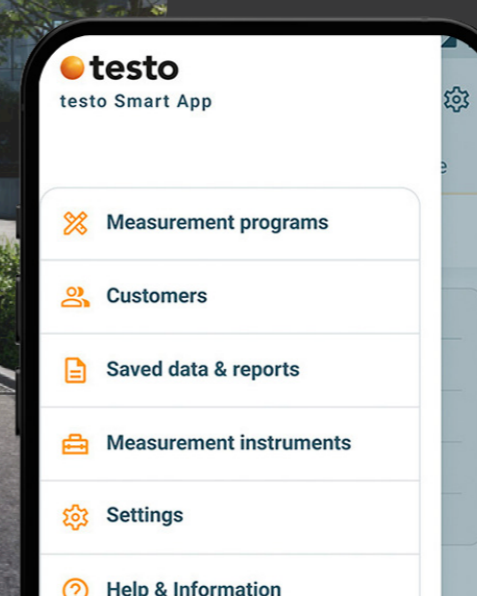 testo
testo Smart App
Measurement programs
Customers
Saved data & reports
Measurement instruments
Settings
Help & Information